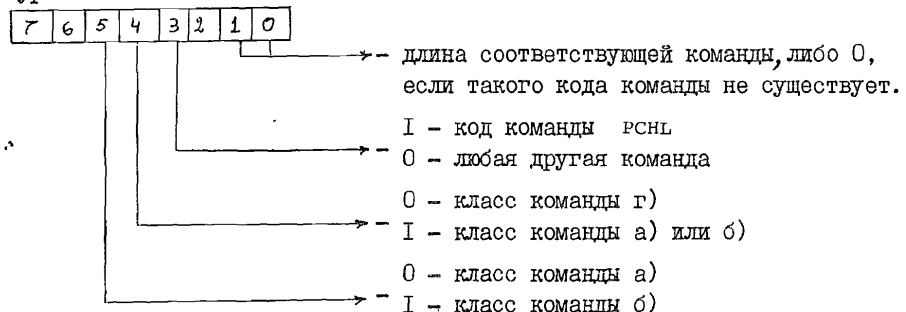 7 6 5 4 3 2 1 0
- длина соответствующей команды, либо 0,
если такого кода команды не существует.
I - код команды PCHL
0 - любая другая команда
0 - класс команды г)
I - класс команды а) или б)
0 - класс команды а)
I - класс команды б)